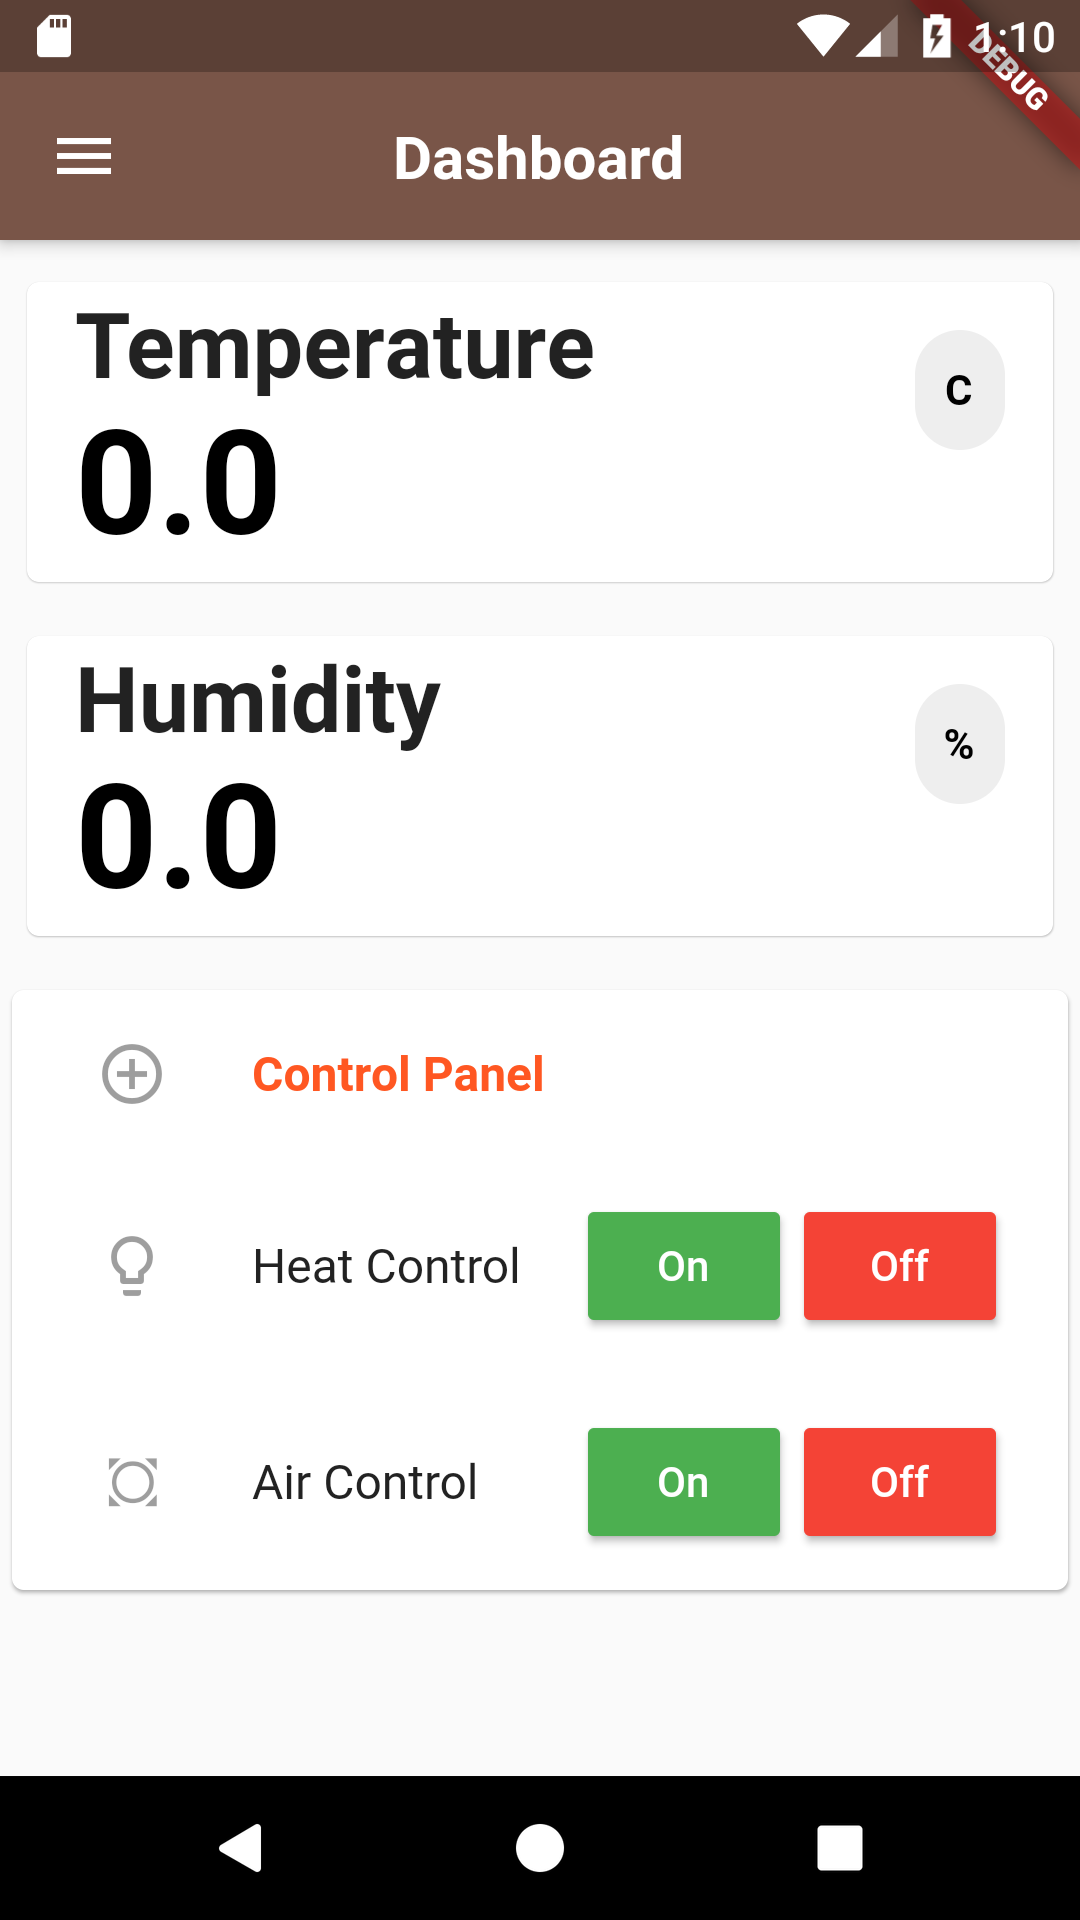 1:10
DEBUG
Dashboard
Temperature
C
0.0
Humidity
%
0.0
Control Panel
Heat Control On Off
Air Control On Off